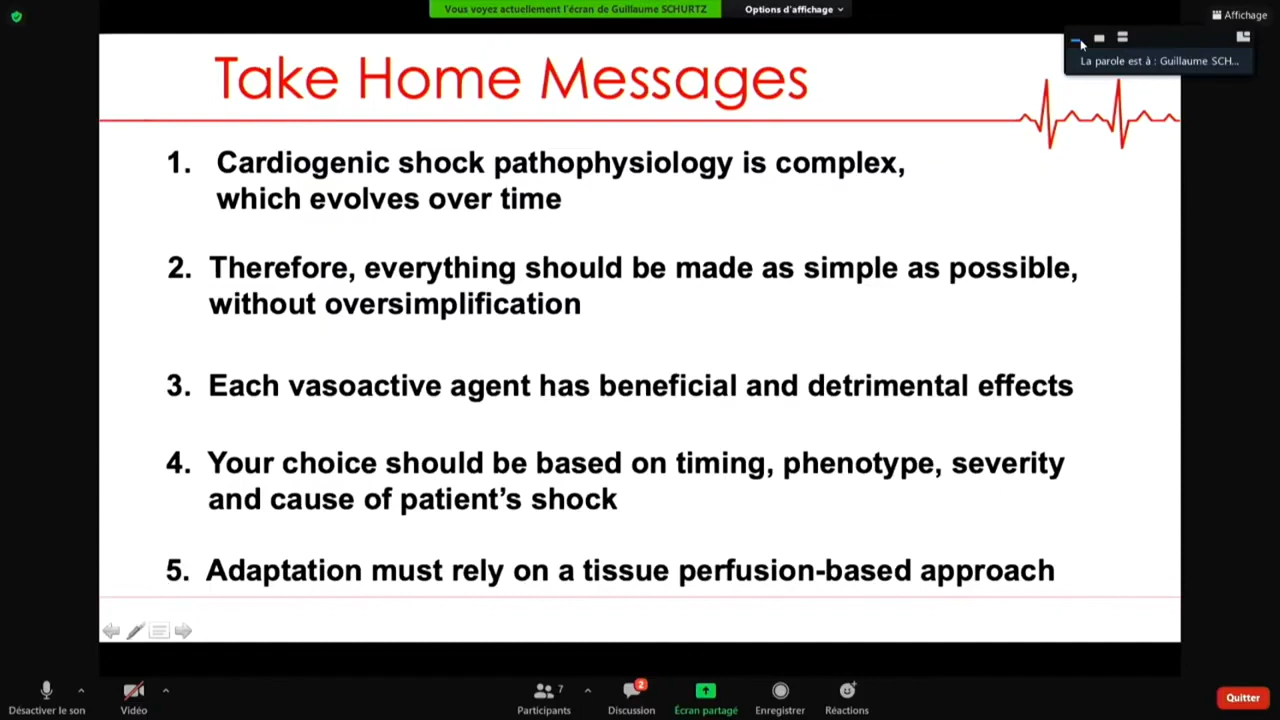 Vous voyez actuellement l'écran de Guillaume SCHURTZ
Options d'affichage
Affichage
La parole est à : Guillaume SCH...
Take Home Messages
1. Cardiogenic shock pathophysiology is complex,
which evolves over time
2. Therefore, everything should be made as simple as possible,
without oversimplification
3. Each vasoactive agent has beneficial and detrimental effects
4. Your choice should be based on timing, phenotype, severity
and cause of patient's shock
5. Adaptation must rely on a tissue perfusion-based approach
7
2
Désactiver le son
Vidéo
Participants
Discussion
Écran partagé
Enregistrer
Réactions
Quitter